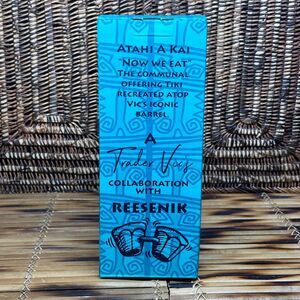 Atahi A Kai
"Now we eat"
The communal
offering Tiki
recreated atop
Vic's iconic
barrel
A
Trader Vic's
collaboration
with
REESENIK